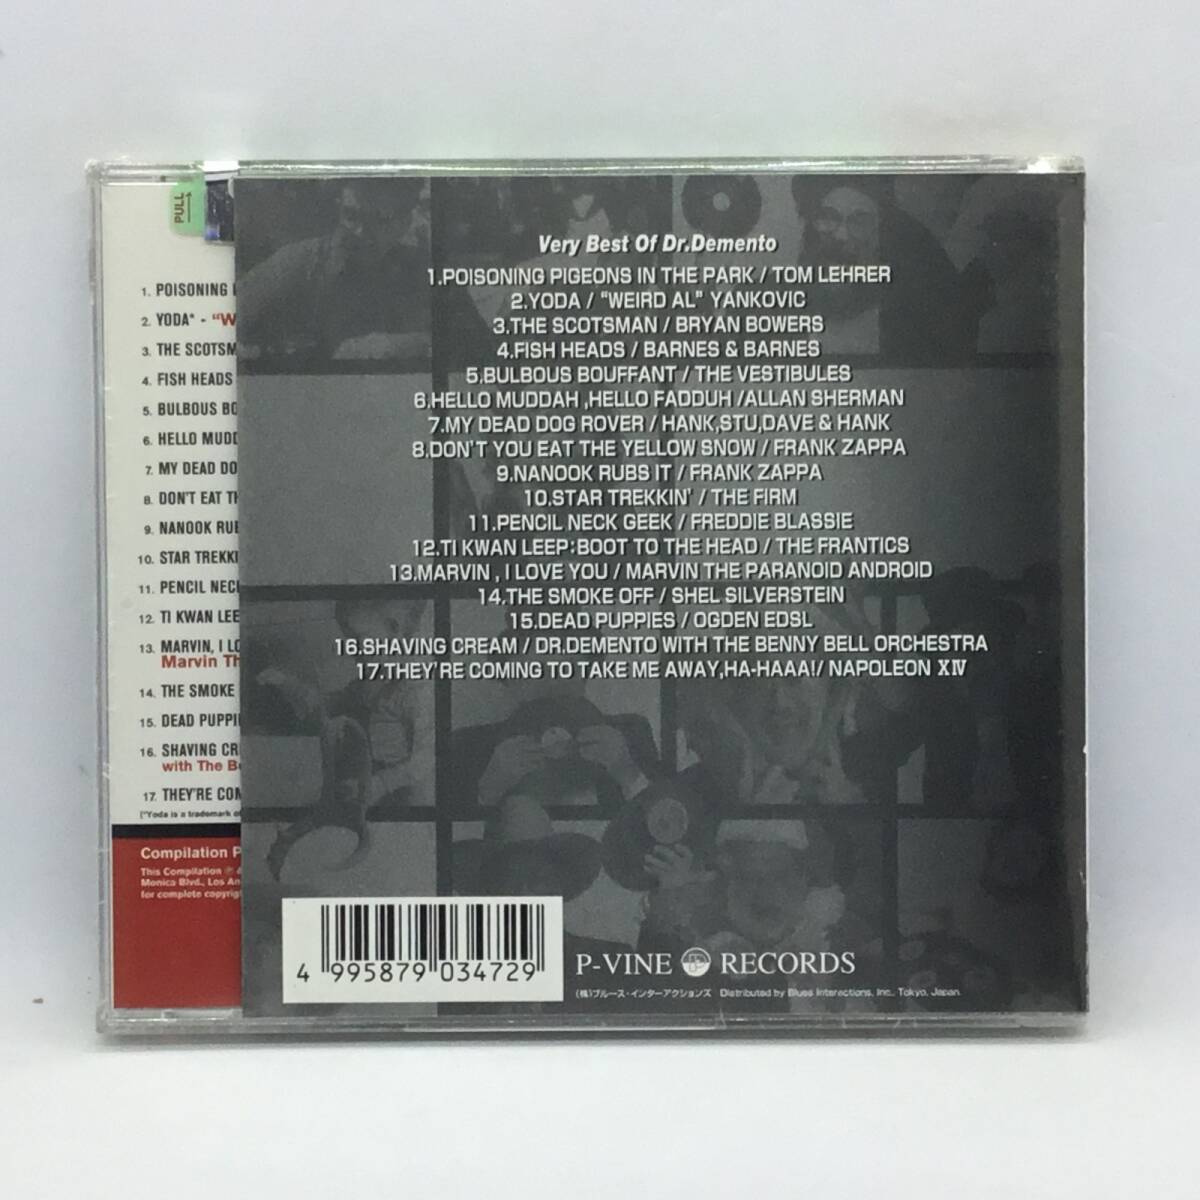 PULL
1. POISONING
2. YODA* - "W
3. THE SCOTSM
4. FISH HEADS
5. BULBOUS BO
6. HELLO MUDD
7. MY DEAD DO
8. DON'T EAT TH
9. NANOOK RUB
10. STAR TREKKI
11. PENCIL NECK
12. TI KWAN LEE
13. MARVIN, I LO
Marvin Th
14. THE SMOKE
15. DEAD PUPPI
16. SHAVING CR
with The Be
17. THEY'RE COM
("Yoda is a trademark of
Compilation P
This Compilation ℗ &
Monica Blvd., Los An
for complete copyrigh
Very Best Of Dr.Demento
1.POISONING PIGEONS IN THE PARK / TOM LEHRER
2.YODA / "WEIRD AL" YANKOVIC
3.THE SCOTSMAN / BRYAN BOWERS
4.FISH HEADS / BARNES & BARNES
5.BULBOUS BOUFFANT / THE VESTIBULES
6.HELLO MUDDAH ,HELLO FADDUH /ALLAN SHERMAN
7.MY DEAD DOG ROVER / HANK,STU,DAVE & HANK
8.DON'T YOU EAT THE YELLOW SNOW / FRANK ZAPPA
9.NANOOK RUBS IT / FRANK ZAPPA
10.STAR TREKKIN' / THE FIRM
11.PENCIL NECK GEEK / FREDDIE BLASSIE
12.TI KWAN LEEP:BOOT TO THE HEAD / THE FRANTICS
13.MARVIN , I LOVE YOU / MARVIN THE PARANOID ANDROID
14.THE SMOKE OFF / SHEL SILVERSTEIN
15.DEAD PUPPIES / OGDEN EDSL
16.SHAVING CREAM / DR.DEMENTO WITH THE BENNY BELL ORCHESTRA
17.THEY'RE COMING TO TAKE ME AWAY,HA-HAAA!/ NAPOLEON XIV
4 995879 034729
P-VINE RECORDS
(株)ブルース・インターアクションズ Distributed by Blues Interactions, Inc., Tokyo, Japan.